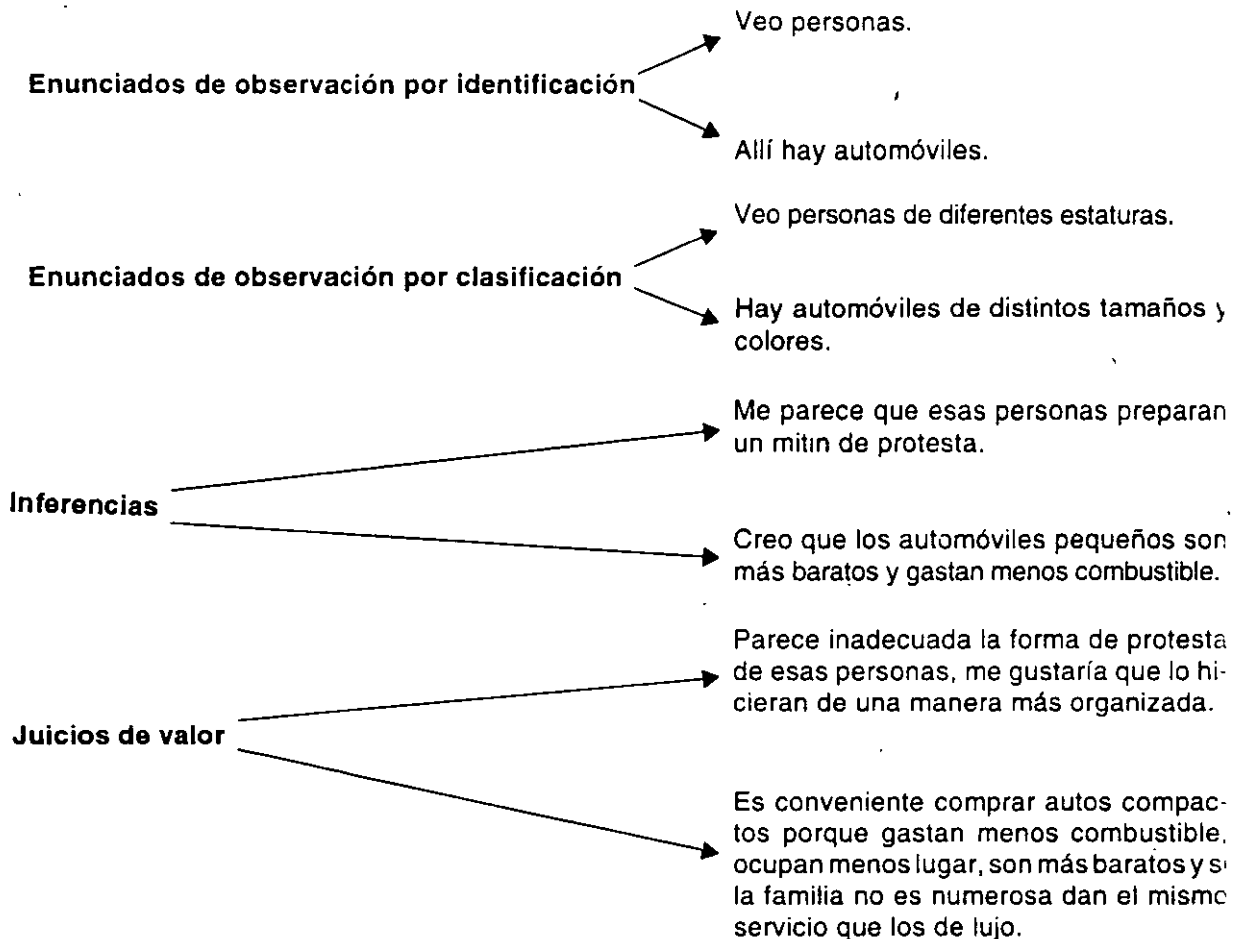 Veo personas.
Enunciados de observación por identificación
Allí hay automóviles.
Veo personas de diferentes estaturas.
Enunciados de observación por clasificación
Hay automóviles de distintos tamaños y
colores.
Me parece que esas personas preparan
un mitin de protesta.
Inferencias
Creo que los automóviles pequeños son
más baratos y gastan menos combustible.
Parece inadecuada la forma de protesta
de esas personas, me gustaría que lo hi-
cieran de una manera más organizada.
Juicios de valor
Es conveniente comprar autos compac-
tos porque gastan menos combustible,
ocupan menos lugar, son más baratos y si
la familia no es numerosa dan el mismo
servicio que los de lujo.